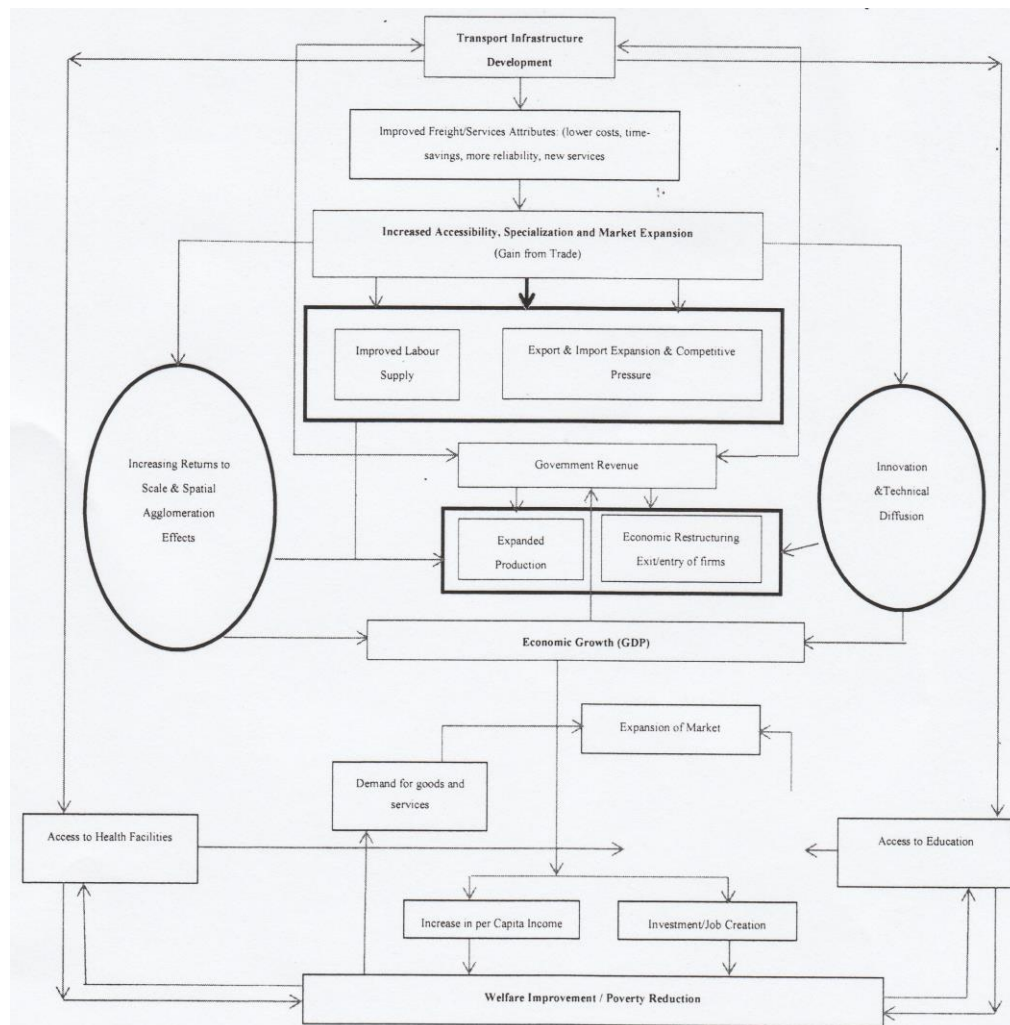 Transport Infrastructure
Development
Improved Freight/Services Attributes: (lower costs, time-
savings, more reliability, new services
Increased Accessibility, Specialization and Market Expansion
(Gain from Trade)
Improved Labour
Supply
Export & Import Expansion & Competitive
Pressure
Increasing Returns to
Scale & Spatial
Agglomeration
Effects
Government Revenue
Innovation
&Technical
Diffusion
Expanded
Production
Economic Restructuring
Exit/entry of firms
Economic Growth (GDP)
Expansion of Market
Demand for goods and
services
Access to Health Facilities
Access to Education
Increase in per Capita Income
Investment/Job Creation
Welfare Improvement / Poverty Reduction